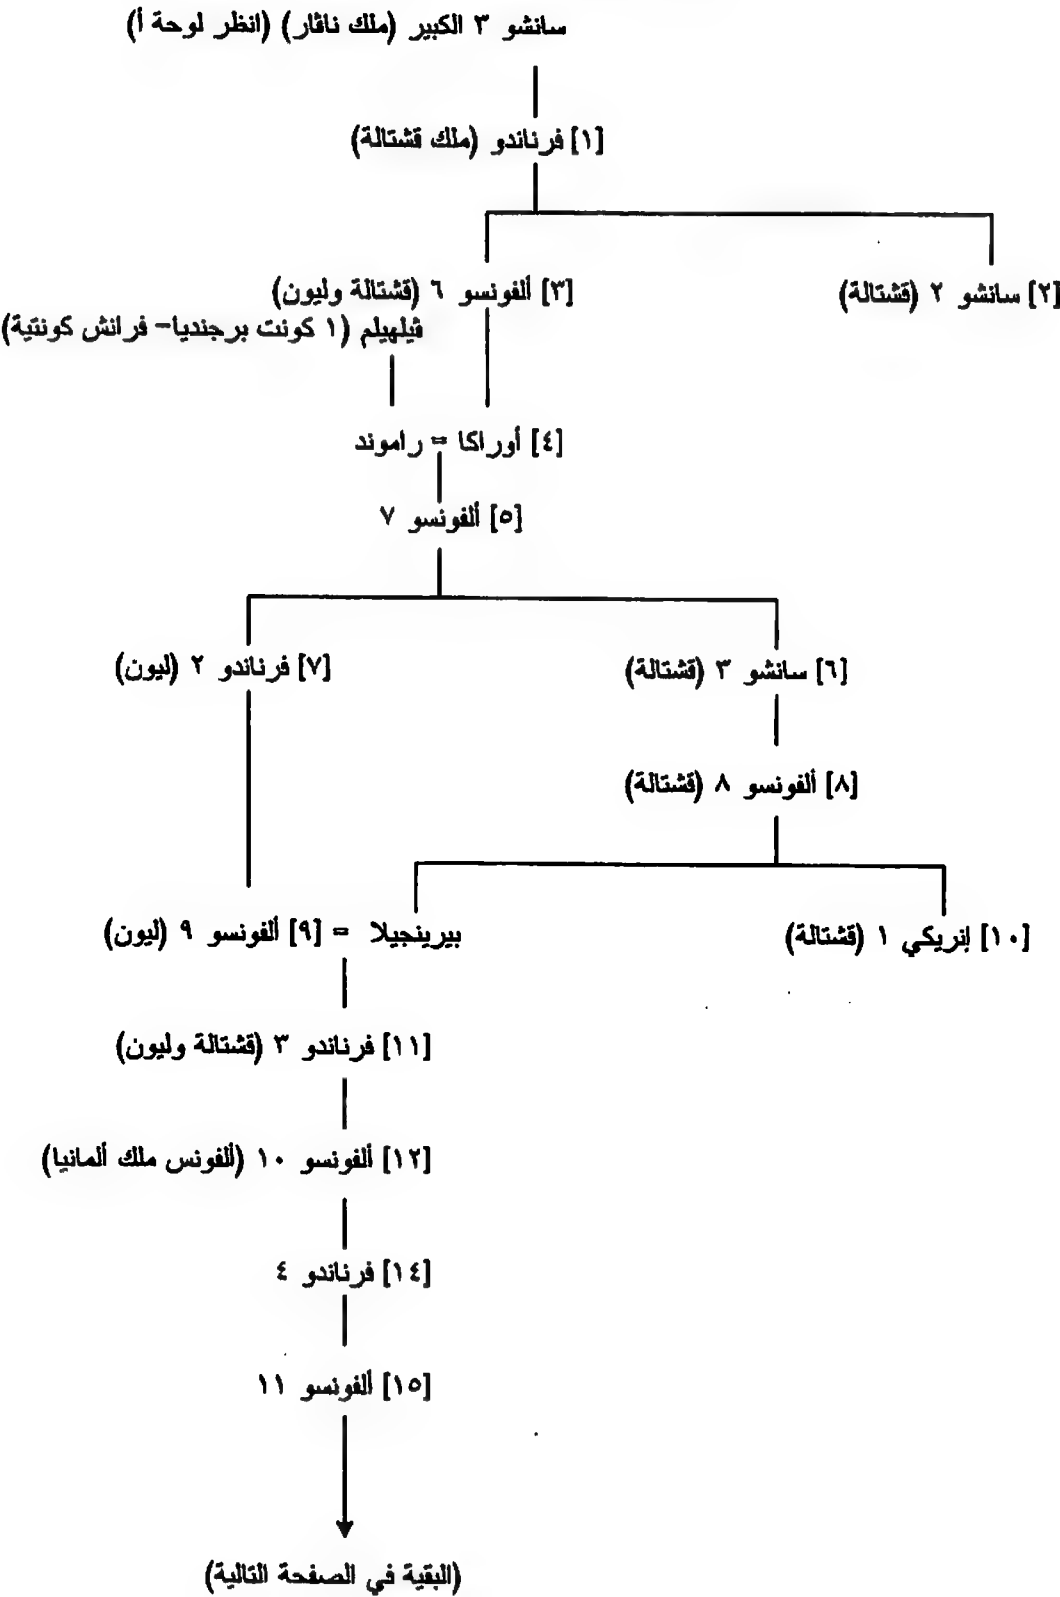 سانشو ٣ الكبير (ملك ناڤار) (انظر لوحة أ)
[١] فرناندو (ملك قشتالة)
[٢] سانشو ٢ (قشتالة)
[٣] ألفونسو ٦ (قشتالة وليون)
ڤيلهيلم (١ كونت برجنديا- فرانش كونتية)
[٤] أوراكا = راموند
[٥] ألفونسو ٧
[٦] سانشو ٣ (قشتالة)
[٧] فرناندو ٢ (ليون)
[٨] ألفونسو ٨ (قشتالة)
[١٠] إنريكي ١ (قشتالة)
بيرينجيلا = [٩] ألفونسو ٩ (ليون)
[١١] فرناندو ٣ (قشتالة وليون)
[١٢] ألفونسو ١٠ (ألفونس ملك ألمانيا)
[١٤] فرناندو ٤
[١٥] ألفونسو ١١
(البقية في الصفحة التالية)